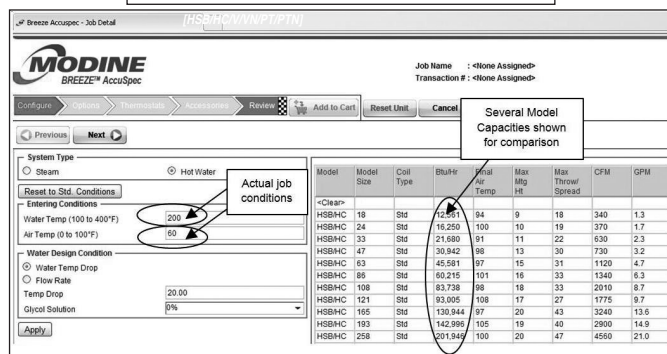 Breeze Accuspec - Job Detail
[HSB/HC/V/VN/PT/PTN]
MODINE
BREEZE™ AccuSpec
Job Name : <None Assigned>
Transaction # : <None Assigned>
Configure Options Thermostats Accessories Review Add to Cart Reset Unit Cancel
Previous Next
Several Model
Capacities shown
for comparison
System Type
Steam Hot Water
Reset to Std. Conditions
Entering Conditions
Water Temp (100 to 400°F) 200
Air Temp (0 to 100°F) 60
Actual job
conditions
Water Design Condition
Water Temp Drop
Flow Rate
Temp Drop 20.00
Glycol Solution 0%
Apply
Model Model Size Coil Type Btu/Hr Final Air Temp Max Mtg Ht Max Throw/ Spread CFM GPM
<Clear>
HSB/HC 18 Std 12,561 94 9 18 340 1.3
HSB/HC 24 Std 16,250 100 10 19 370 1.7
HSB/HC 33 Std 21,680 91 11 22 630 2.3
HSB/HC 47 Std 30,942 98 13 30 730 3.2
HSB/HC 63 Std 45,581 97 15 31 1120 4.7
HSB/HC 86 Std 60,215 101 16 33 1340 6.3
HSB/HC 108 Std 83,738 98 18 33 2010 8.7
HSB/HC 121 Std 93,005 108 17 27 1775 9.7
HSB/HC 165 Std 130,944 97 20 43 3240 13.6
HSB/HC 193 Std 142,996 105 19 40 2900 14.9
HSB/HC 258 Std 201,946 100 20 47 4560 21.0